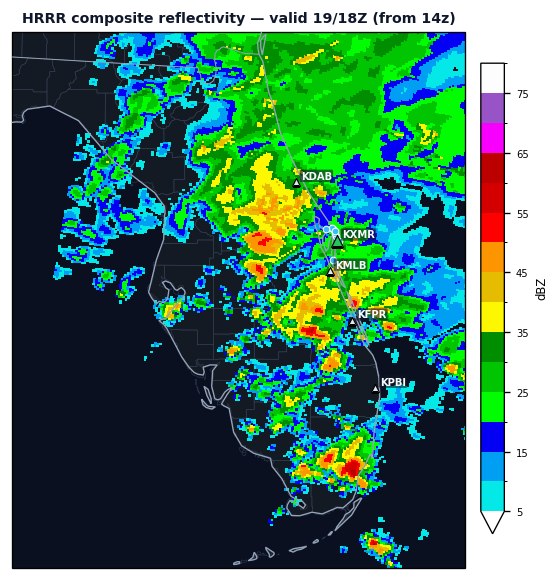 HRRR composite reflectivity — valid 19/18Z (from 14z)
KDAB
KXMR
KMLB
KFPR
KPBI
75
65
55
45
35
25
15
5
dBZ